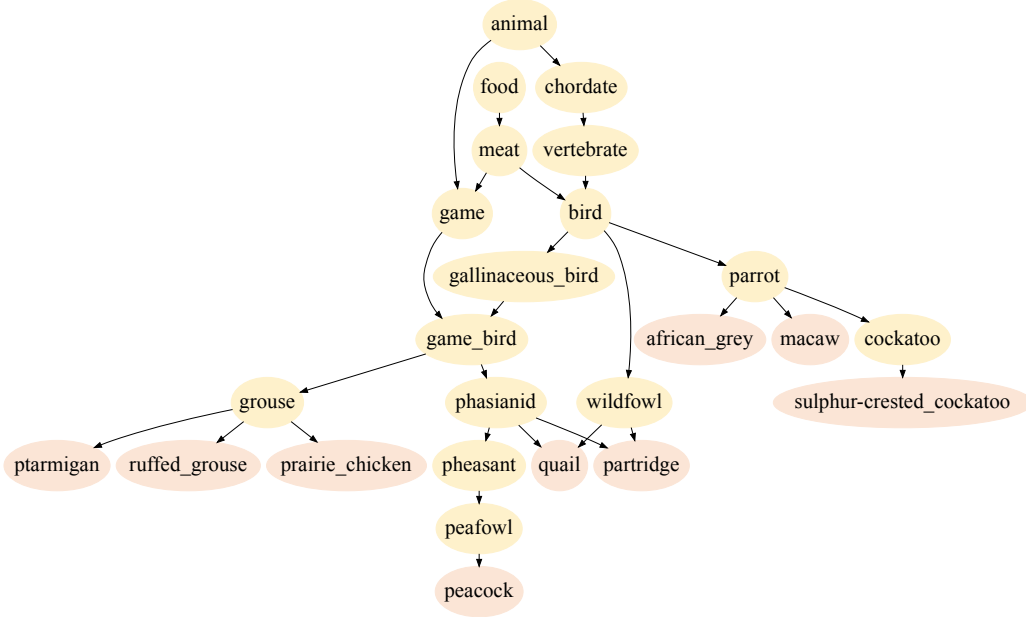 animal
food
chordate
meat
vertebrate
game
bird
gallinaceous_bird
parrot
game_bird
african_grey
macaw
cockatoo
grouse
phasianid
wildfowl
sulphur-crested_cockatoo
ptarmigan
ruffed_grouse
prairie_chicken
pheasant
quail
partridge
peafowl
peacock